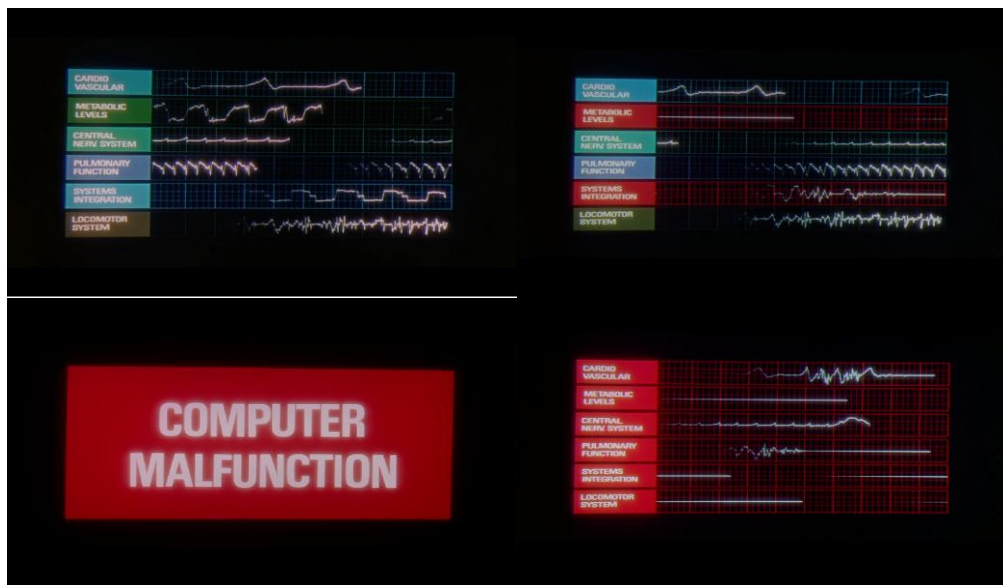 CARDIO
VASCULAR
METABOLIC
LEVELS
CENTRAL
NERV. SYSTEM
PULMONARY
FUNCTION
SYSTEMS
INTEGRATION
LOCOMOTOR
SYSTEM
CARDIO
VASCULAR
METABOLIC
LEVELS
CENTRAL
NERV. SYSTEM
PULMONARY
FUNCTION
SYSTEMS
INTEGRATION
LOCOMOTOR
SYSTEM
COMPUTER
MALFUNCTION
CARDIO
VASCULAR
METABOLIC
LEVELS
CENTRAL
NERV. SYSTEM
PULMONARY
FUNCTION
SYSTEMS
INTEGRATION
LOCOMOTOR
SYSTEM